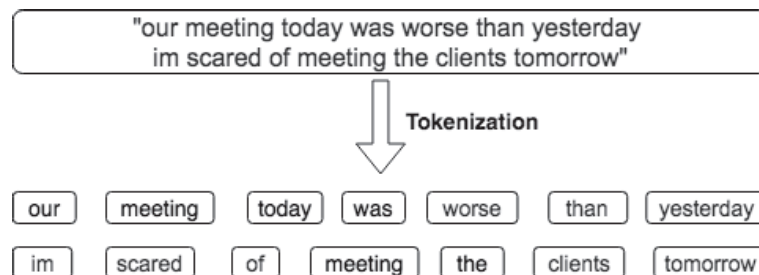 "our meeting today was worse than yesterday
im scared of meeting the clients tomorrow"
Tokenization
our meeting today was worse than yesterday
im scared of meeting the clients tomorrow